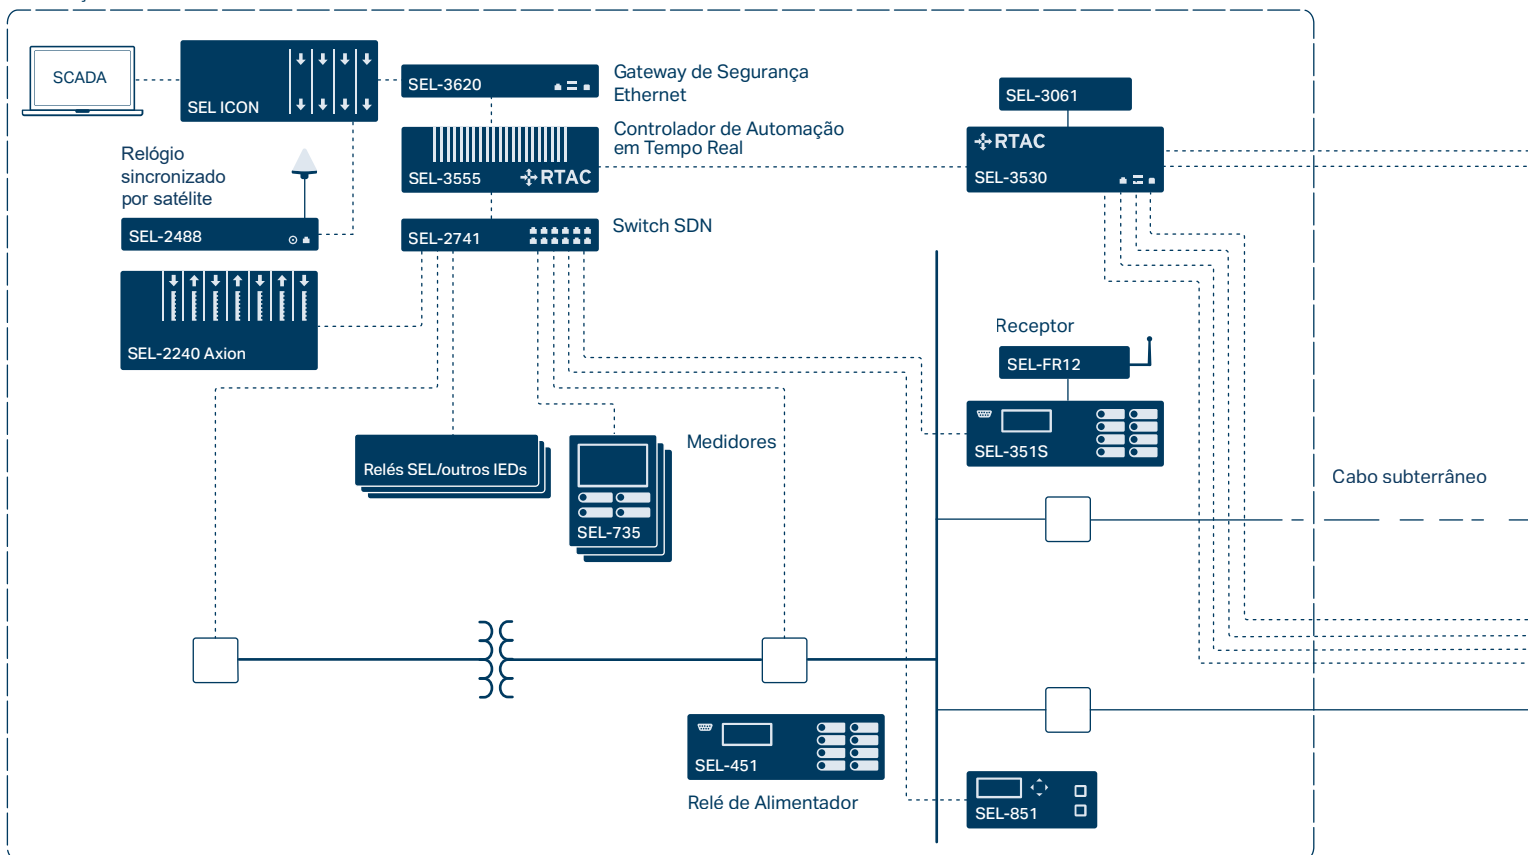 SCADA
SEL ICON
SEL-3620
Gateway de Segurança
Ethernet
SEL-3061
Controlador de Automação
em Tempo Real
SEL-3555
RTAC
RTAC
SEL-3530
Relógio
sincronizado
por satélite
SEL-2488
SEL-2741
Switch SDN
SEL-2240 Axion
Receptor
SEL-FR12
SEL-351S
Relés SEL/outros IEDs
Medidores
SEL-735
Cabo subterrâneo
SEL-451
Relé de Alimentador
SEL-851